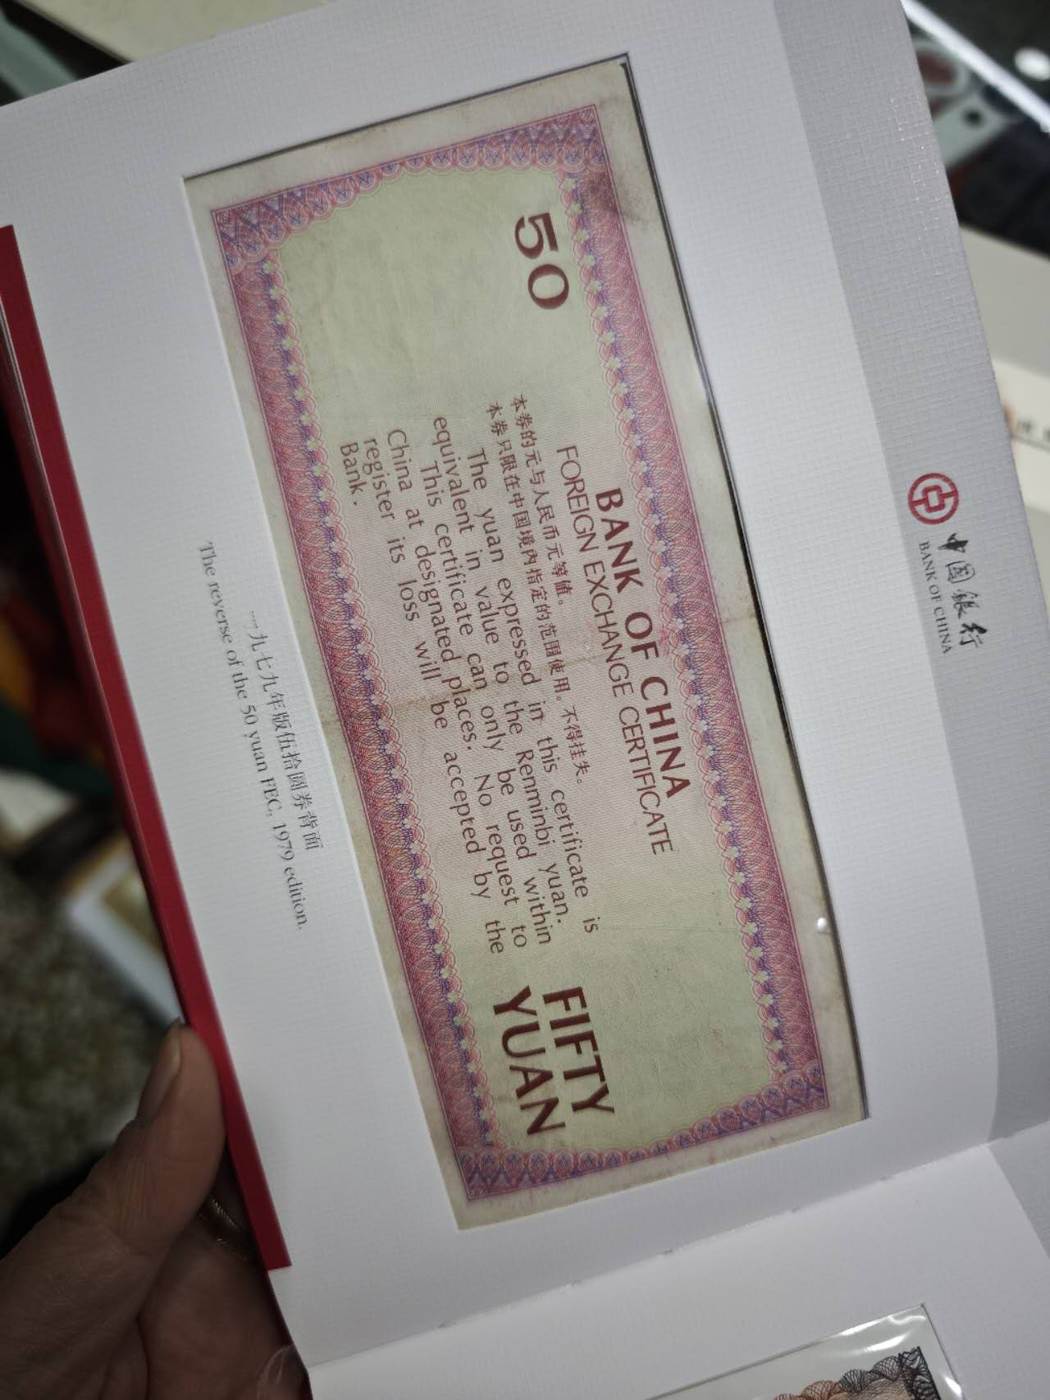 中国银行
BANK OF CHINA
50
BANK OF CHINA
FOREIGN EXCHANGE CERTIFICATE
本券的元与人民币元等值。
本券只限在中国境内指定的范围使用。不得挂失。
The yuan expressed in this certificate is
equivalent in value to the Renminbi yuan.
This certificate can only be used within
China at designated places. No request to
register its loss will be accepted by the
Bank.
FIFTY
YUAN
一九七九年版伍拾圆券背面
The reverse of the 50 yuan FEC, 1979 edition.